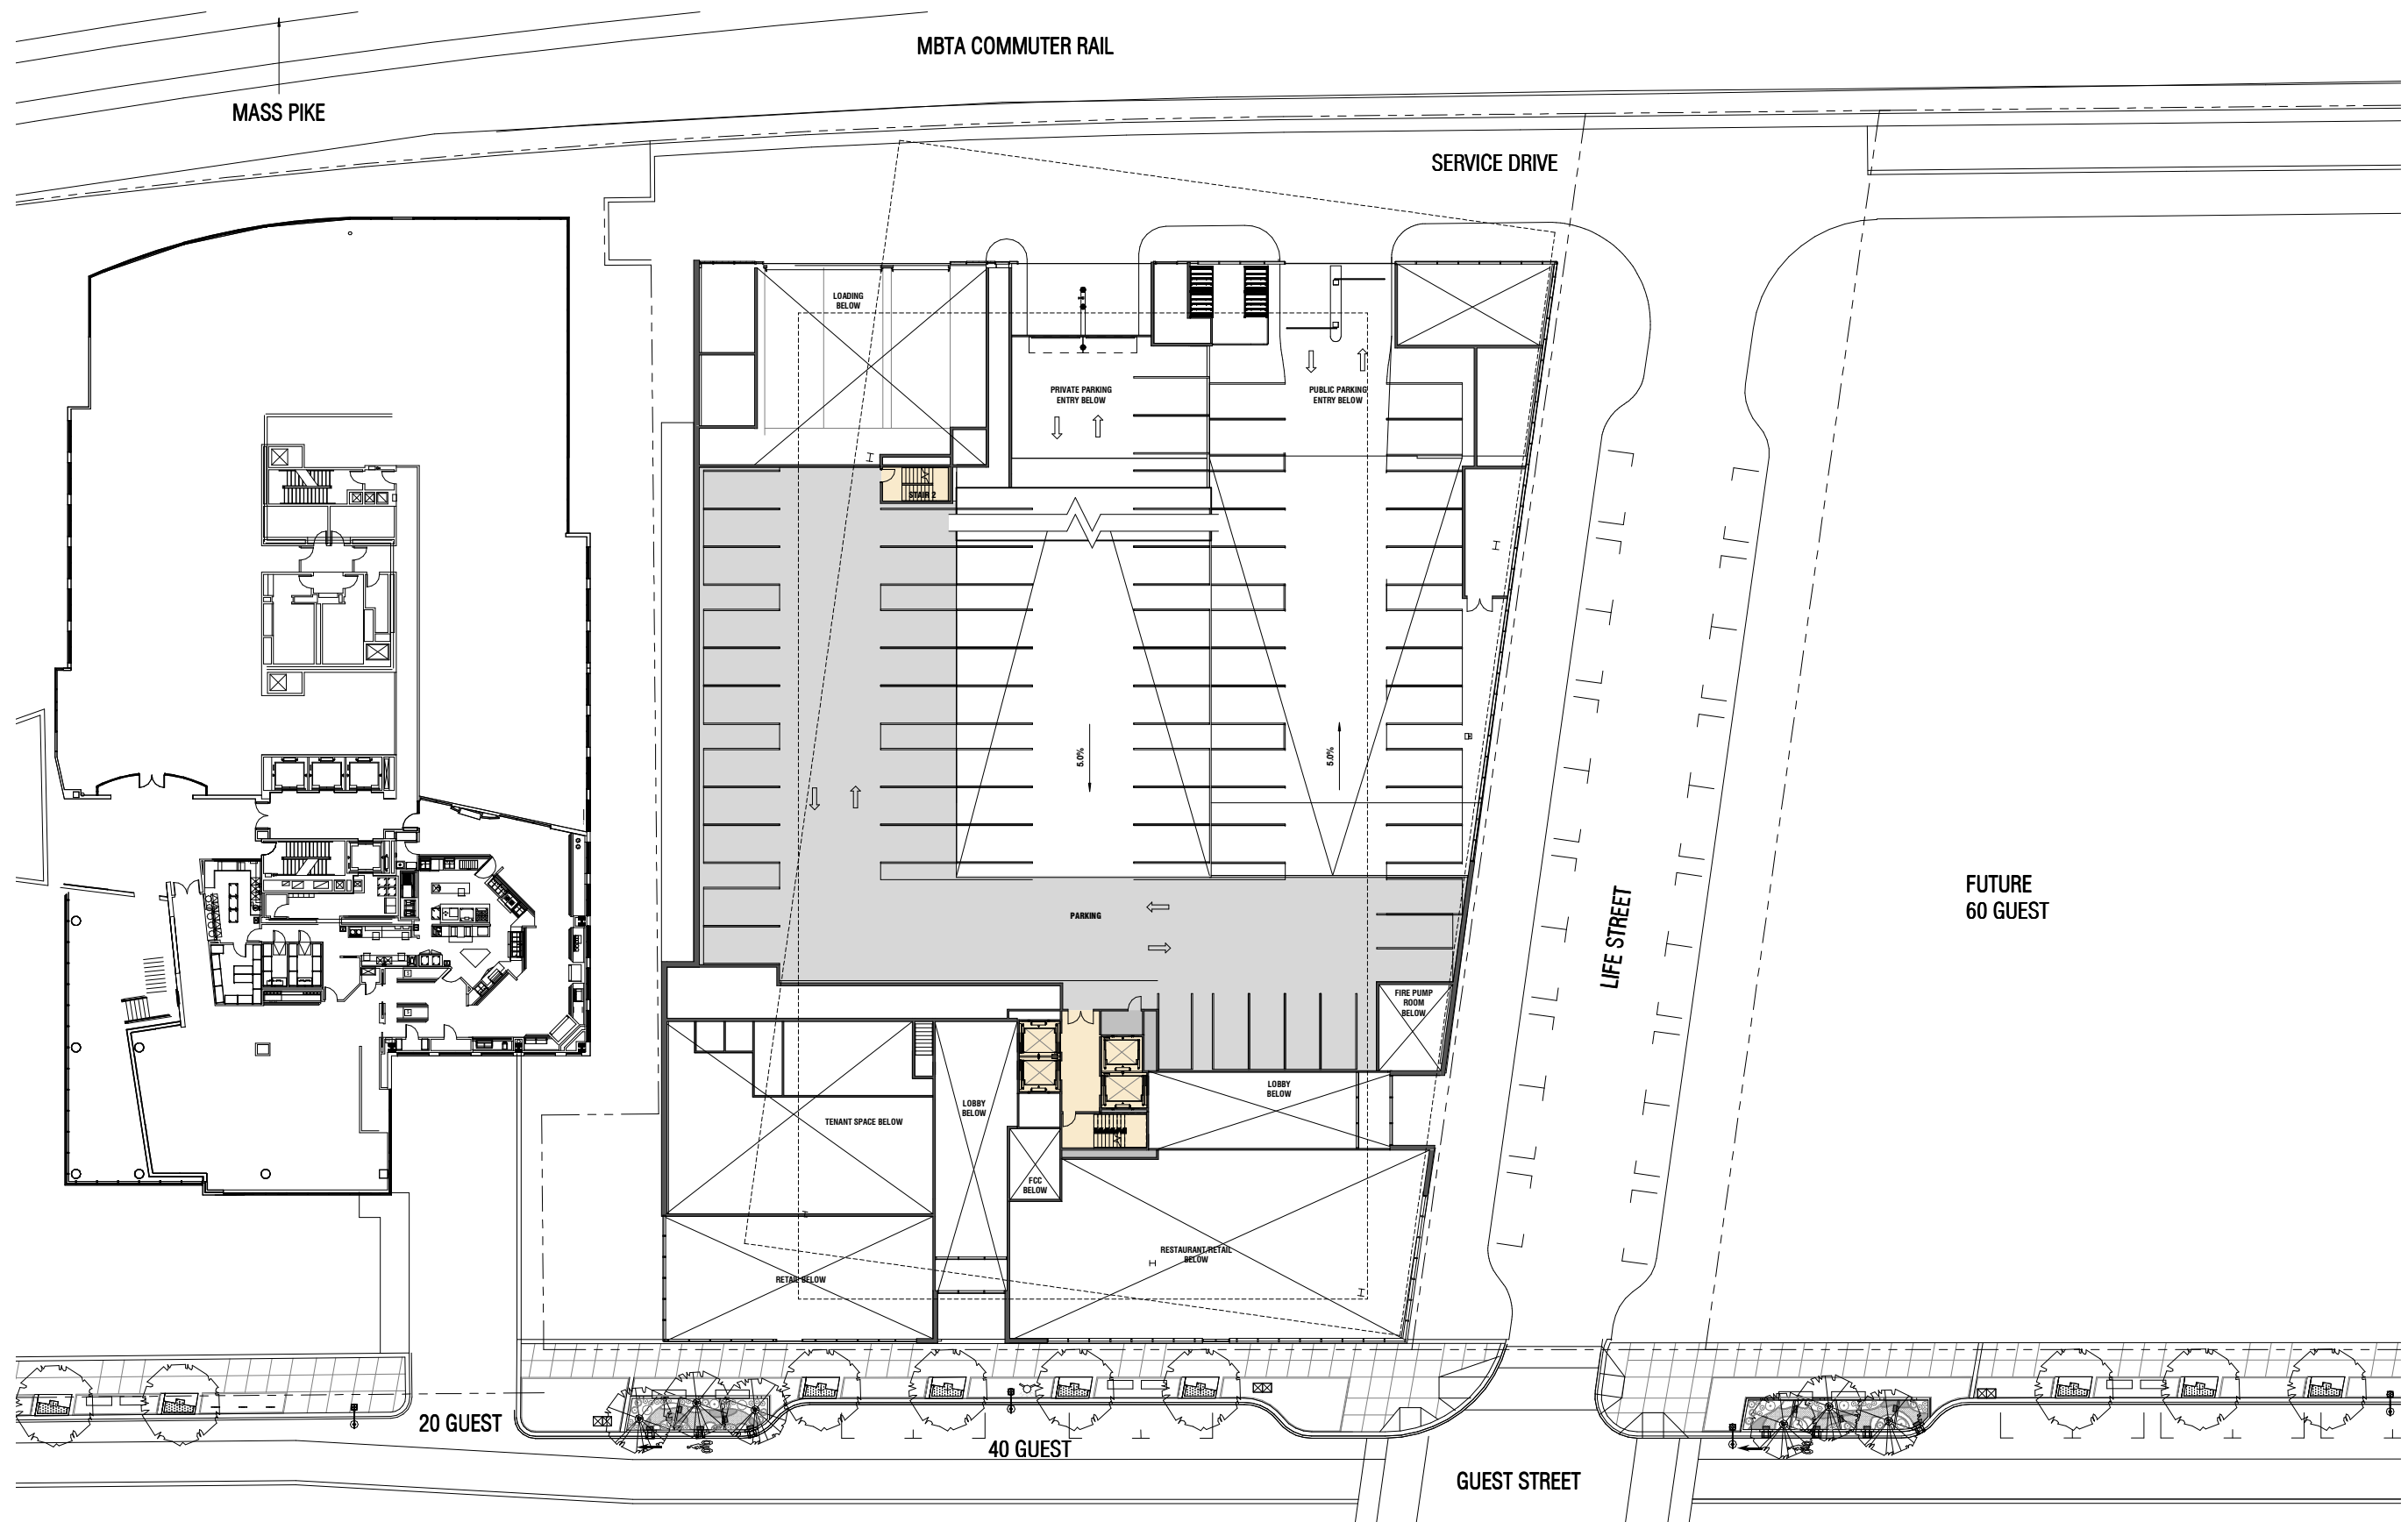 MBTA COMMUTER RAIL
MASS PIKE
SERVICE DRIVE
LOADING
BELOW
PRIVATE PARKING
ENTRY BELOW
PUBLIC PARKING
ENTRY BELOW
STAIR 2
5.0%
5.0%
PARKING
FUTURE
60 GUEST
LIFE STREET
FIRE PUMP
ROOM
BELOW
LOBBY
BELOW
LOBBY
BELOW
TENANT SPACE BELOW
FCC
BELOW
RESTAURANT/RETAIL
BELOW
RETAIL BELOW
20 GUEST
40 GUEST
GUEST STREET